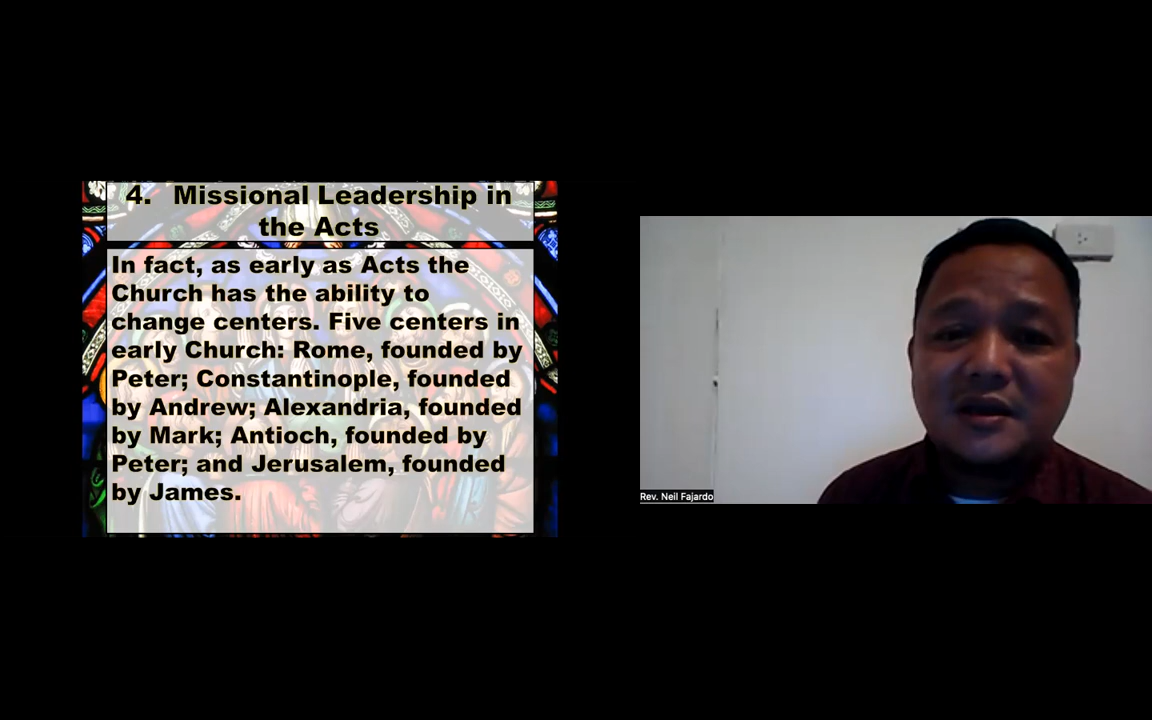 4. Missional Leadership in
the Acts
In fact, as early as Acts the
Church has the ability to
change centers. Five centers in
early Church: Rome, founded by
Peter; Constantinople, founded
by Andrew; Alexandria, founded
by Mark; Antioch, founded by
Peter; and Jerusalem, founded
by James.
Rev. Neil Fajardo